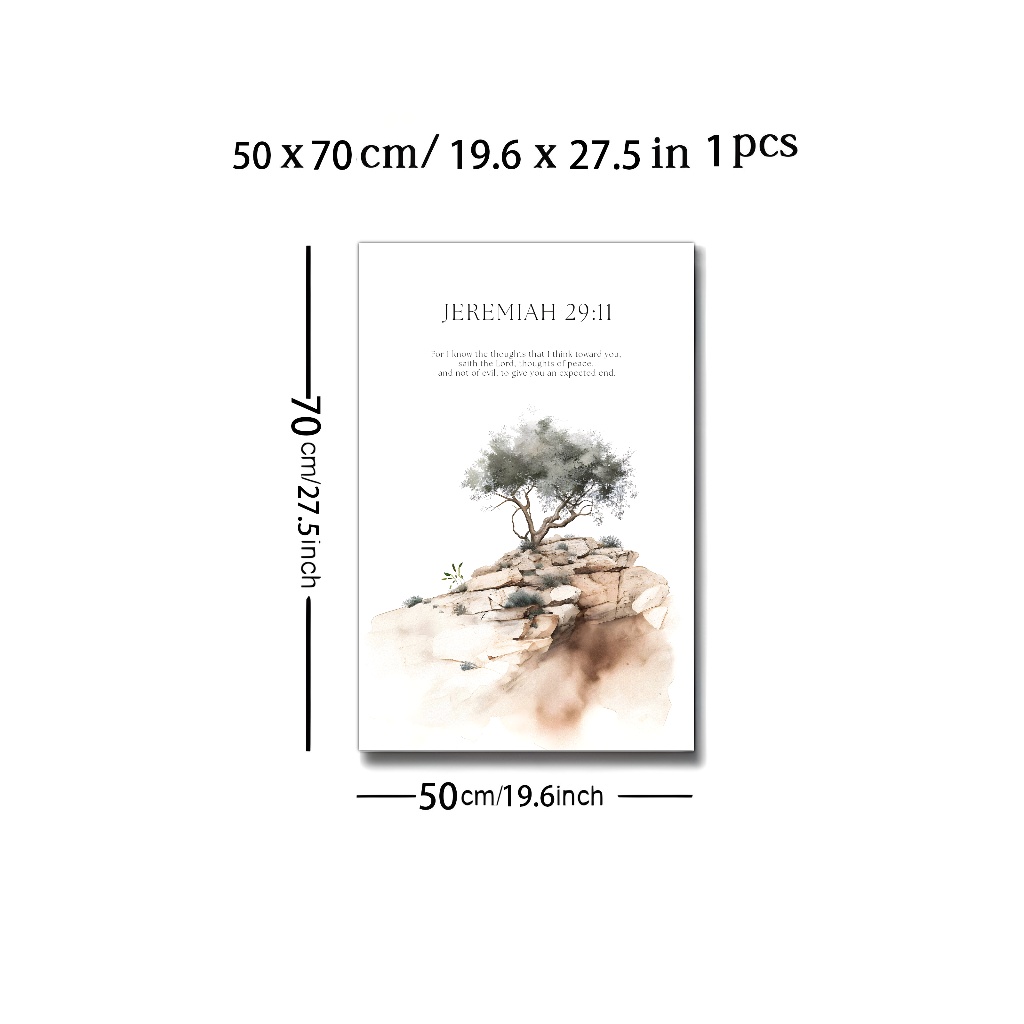 50 x 70 cm/ 19.6 x 27.5 in 1 pcs
JEREMIAH 29:11
For I know the thoughts that I think toward you,
saith the Lord, thoughts of peace,
and not of evil, to give you an expected end.
70 cm/27.5inch
50cm/19.6inch